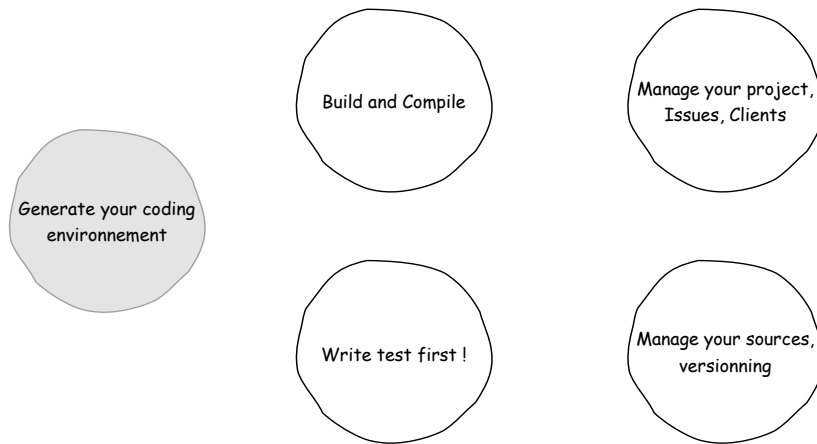 Build and Compile
Manage your project,
Issues, Clients
Generate your coding
environnement
Write test first !
Manage your sources,
versionning